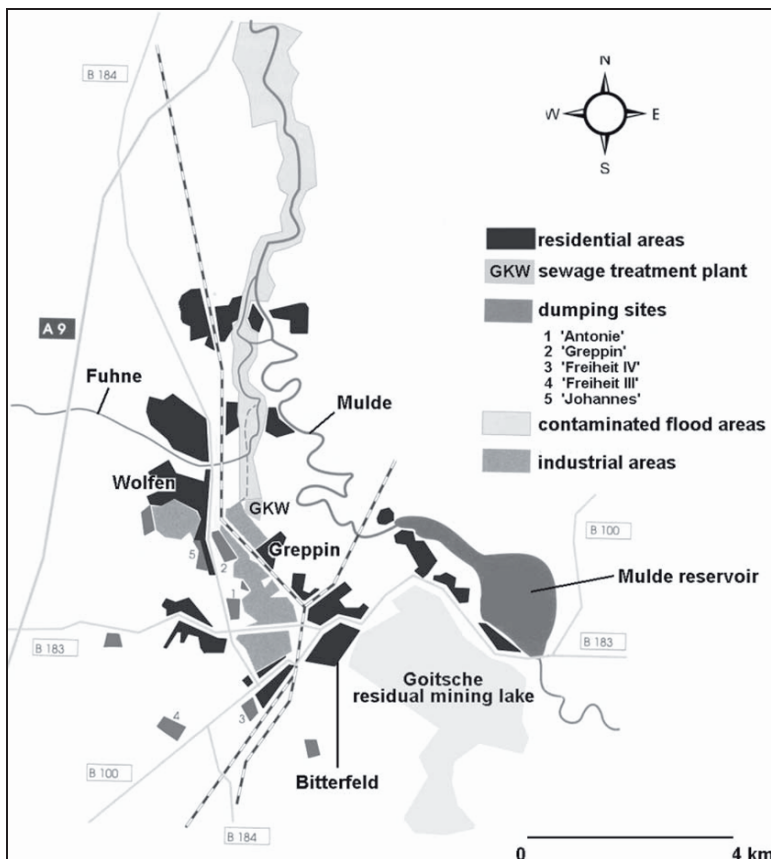 B 184
N
W
E
S
residential areas
GKW sewage treatment plant
dumping sites
1 'Antonie'
2 'Greppin'
3 'Freiheit IV'
4 'Freiheit III'
5 'Johannes'
contaminated flood areas
industrial areas
A 9
Fuhne
Mulde
Wolfen
GKW
Greppin
B 100
5
2
1
Mulde reservoir
B 183
B 183
Goitsche
residual mining lake
4
3
B 100
Bitterfeld
B 184
0
4 km